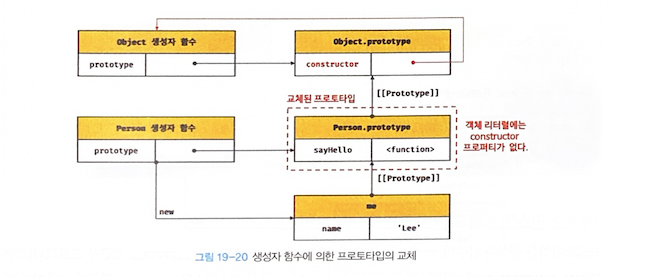 Object 생성자 함수
prototype
Object.prototype
constructor
[[Prototype]]
교체된 프로토타입
Person 생성자 함수
prototype
Person.prototype
sayHello
<function>
객체 리터럴에는
constructor
프로퍼티가 없다.
[[Prototype]]
new
me
name
'Lee'
그림 19-20 생성자 함수에 의한 프로토타입의 교체